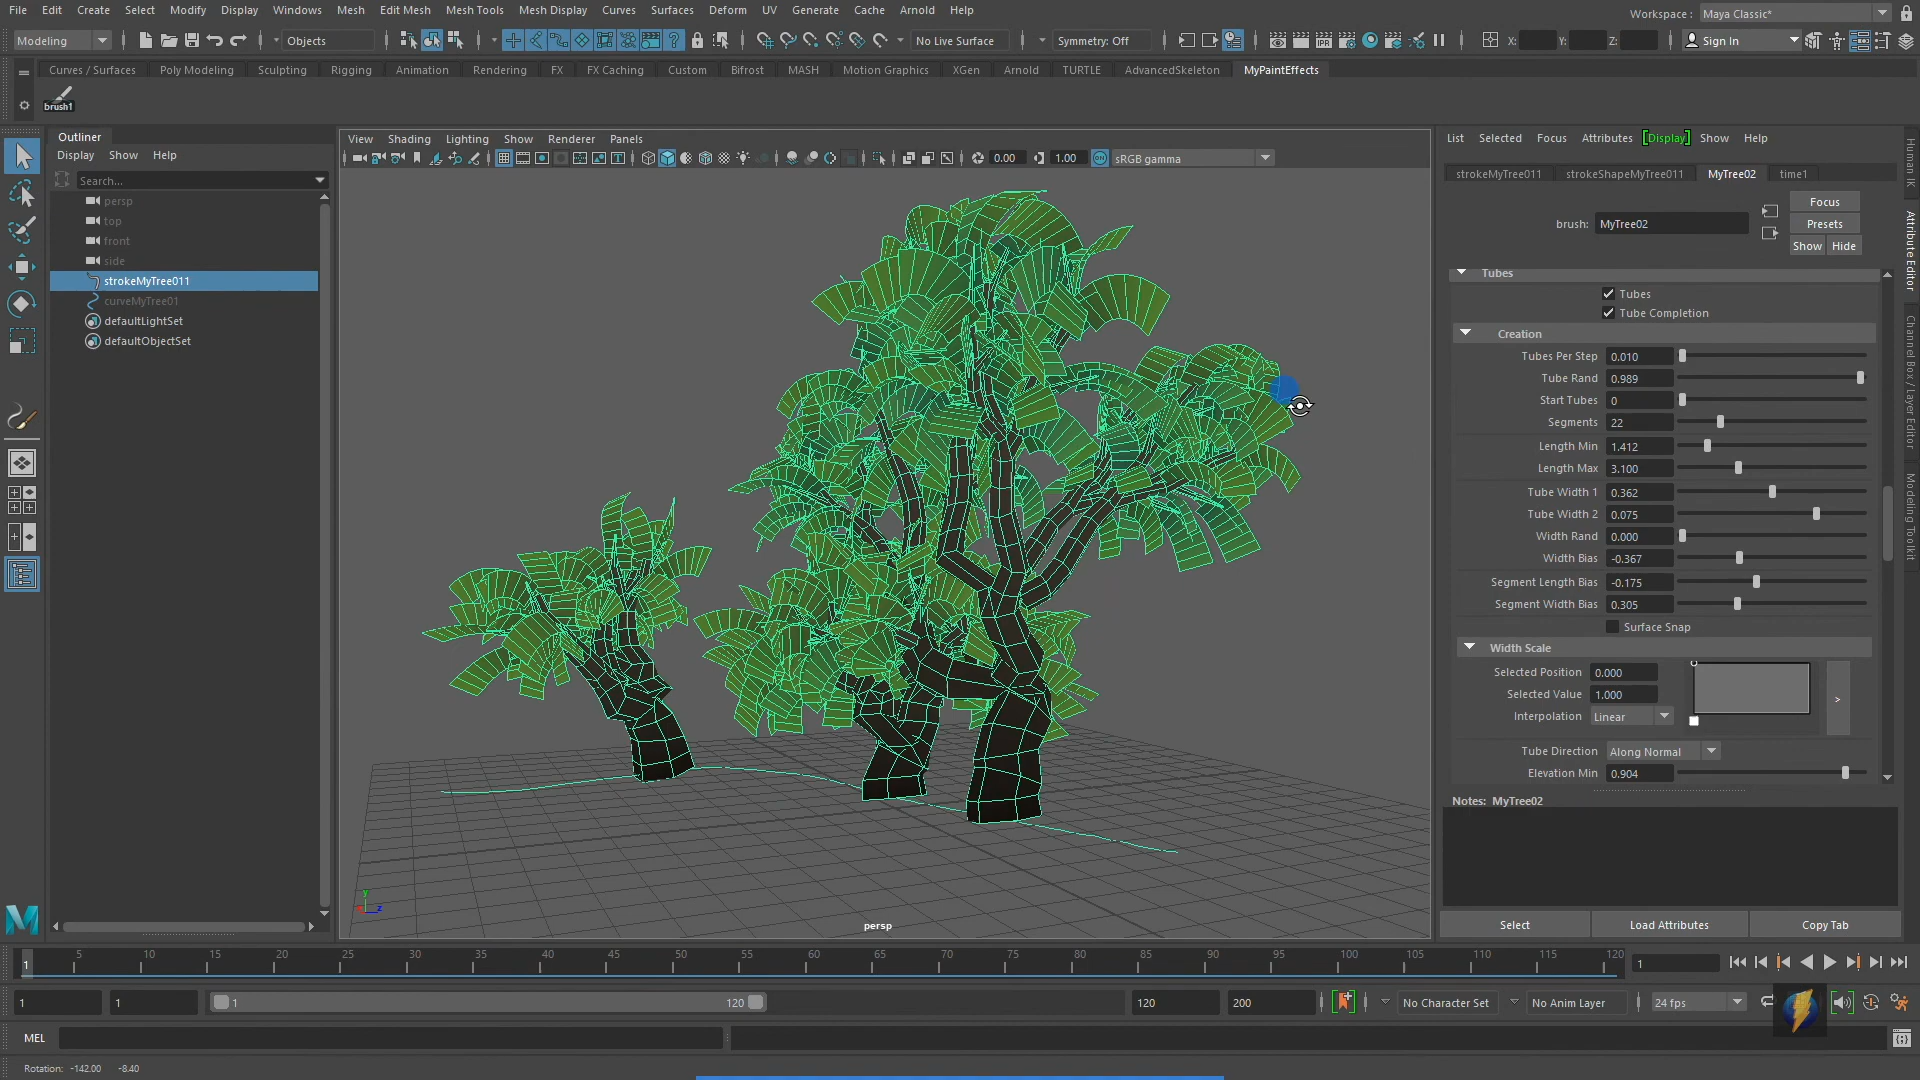 File Edit Create Select Modify Display Windows Mesh Edit Mesh Mesh Tools Mesh Display Curves Surfaces Deform UV Generate Cache Arnold Help
Workspace : Maya Classic*
Modeling Objects No Live Surface Symmetry: Off X: Y: Z: Sign In
Curves / Surfaces Poly Modeling Sculpting Rigging Animation Rendering FX FX Caching Custom Bifrost MASH Motion Graphics XGen Arnold TURTLE AdvancedSkeleton MyPaintEffects
brush1
Outliner
Display Show Help
Search...
persp
top
front
side
strokeMyTree011
curveMyTree01
defaultLightSet
defaultObjectSet
View Shading Lighting Show Renderer Panels
0.00 1.00 ON sRGB gamma
persp
y
z
List Selected Focus Attributes Display Show Help
strokeMyTree011 strokeShapeMyTree011 MyTree02 time1
brush: MyTree02
Focus
Presets
Show Hide
Tubes
Tubes
Tube Completion
Creation
Tubes Per Step 0.010
Tube Rand 0.989
Start Tubes 0
Segments 22
Length Min 1.412
Length Max 3.100
Tube Width 1 0.362
Tube Width 2 0.075
Width Rand 0.000
Width Bias -0.367
Segment Length Bias -0.175
Segment Width Bias 0.305
Surface Snap
Width Scale
Selected Position 0.000
Selected Value 1.000
Interpolation Linear
>
Tube Direction Along Normal
Elevation Min 0.904
Notes: MyTree02
Select Load Attributes Copy Tab
Human IK
Attribute Editor
Channel Box / Layer Editor
Modeling Toolkit
1 5 10 15 20 25 30 35 40 45 50 55 60 65 70 75 80 85 90 95 100 105 110 115 120 1
1 1 1 120 120 200 No Character Set No Anim Layer 24 fps
MEL
Rotation: -142.00 -8.40